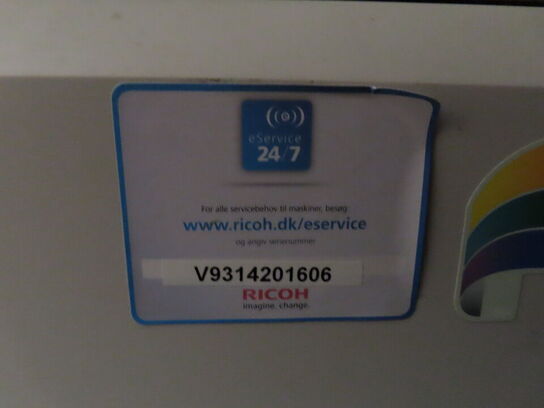 eService
24/7
For alle servicebehov til maskiner, besøg
www.ricoh.dk/eservice
og angiv serienummer
V9314201606
RICOH
imagine. change.